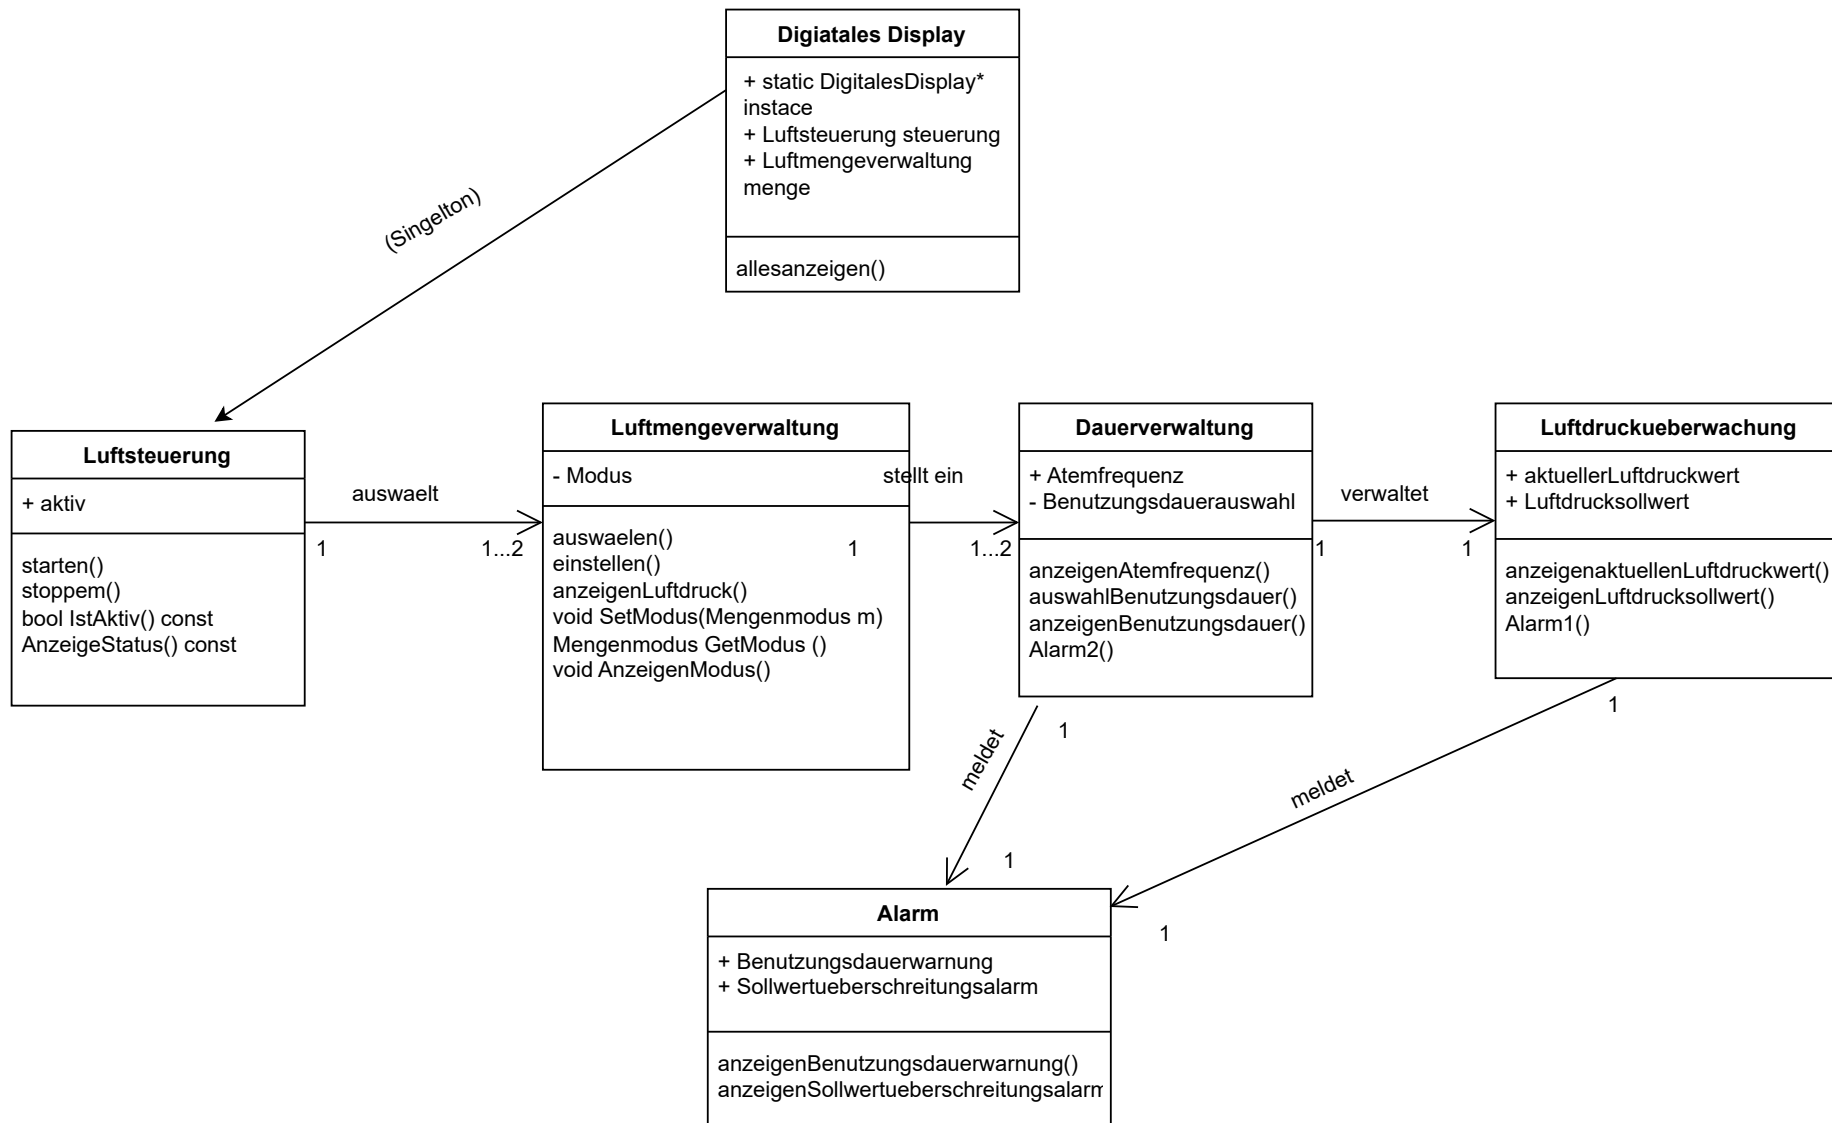 Digiatales Display
+ static DigitalesDisplay*
instace
+ Luftsteuerung steuerung
+ Luftmengeverwaltung
menge
allesanzeigen()
(Singelton)
Luftsteuerung
+ aktiv
starten()
stoppem()
bool IstAktiv() const
AnzeigeStatus() const
auswaelt
1
1...2
Luftmengeverwaltung
- Modus
auswaelen()
einstellen()
anzeigenLuftdruck()
void SetModus(Mengenmodus m)
Mengenmodus GetModus ()
void AnzeigenModus()
stellt ein
1
1...2
Dauerverwaltung
+ Atemfrequenz
- Benutzungsdauerauswahl
anzeigenAtemfrequenz()
auswahlBenutzungsdauer()
anzeigenBenutzungsdauer()
Alarm2()
verwaltet
1
1
Luftdruckueberwachung
+ aktuellerLuftdruckwert
+ Luftdrucksollwert
anzeigenaktuellenLuftdruckwert()
anzeigenLuftdrucksollwert()
Alarm1()
1
meldet
1
1
meldet
1
Alarm
+ Benutzungsdauerwarnung
+ Sollwertueberschreitungsalarm
anzeigenBenutzungsdauerwarnung()
anzeigenSollwertueberschreitungsalarm